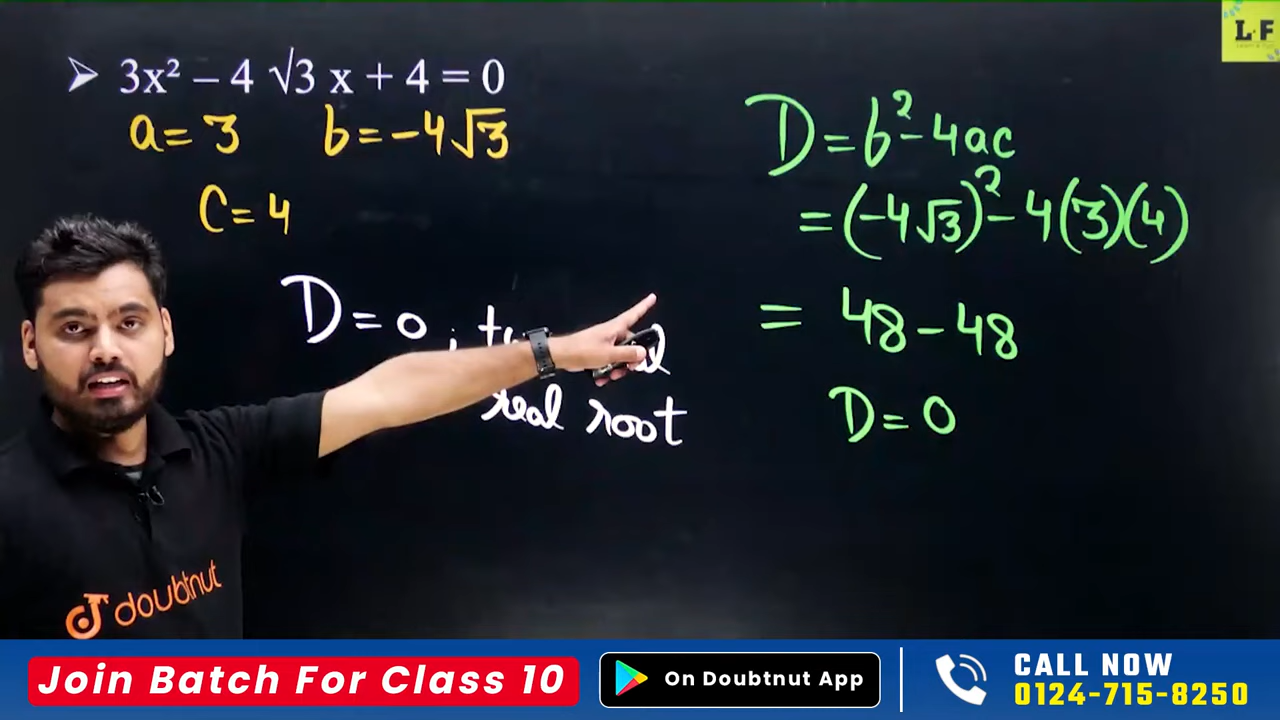 ➤ 3x² – 4 √3 x + 4 = 0
a = 3 b = -4√3
C = 4
D = b² - 4ac
= (-4√3)² - 4(3)(4)
= 48 - 48
D = 0
D = 0,
real root
L F
doubtnut
Join Batch For Class 10
On Doubtnut App
CALL NOW
0124-715-8250